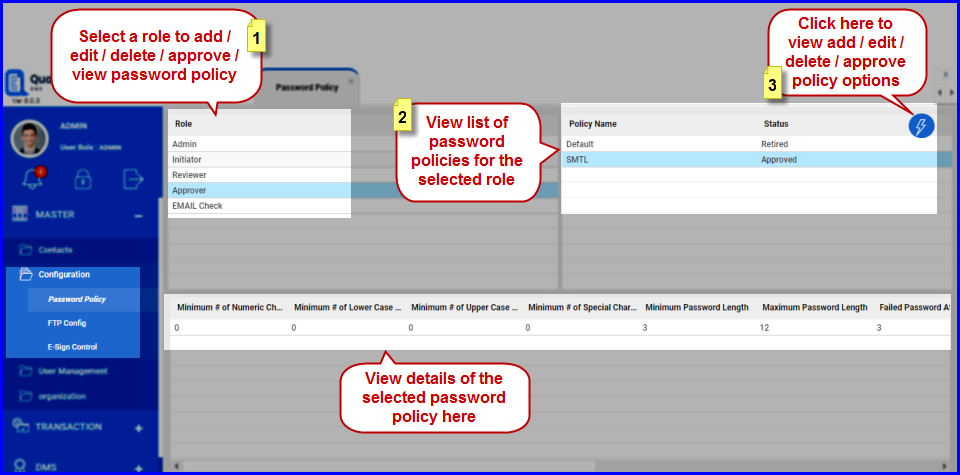 Select a role to add /
edit / delete / approve /
view password policy
1
Click here to
view add / edit /
delete / approve
policy options
3
Ver 8.0.3
Password Policy
ADMIN
User Role : ADMIN
4
MASTER
Contacts
Configuration
Password Policy
FTP Config
E-Sign Control
User Management
organization
TRANSACTION
DMS
Role
Admin
Initiator
Reviewer
Approver
EMAIL Check
2
View list of
password
policies for the
selected role
Policy Name Status
Default Retired
SMTL Approved
Minimum # of Numeric Ch... Minimum # of Lower Case ... Minimum # of Upper Case ... Minimum # of Special Char... Minimum Password Length Maximum Password Length Failed Password At
0 0 0 0 3 12 3
View details of the
selected password
policy here